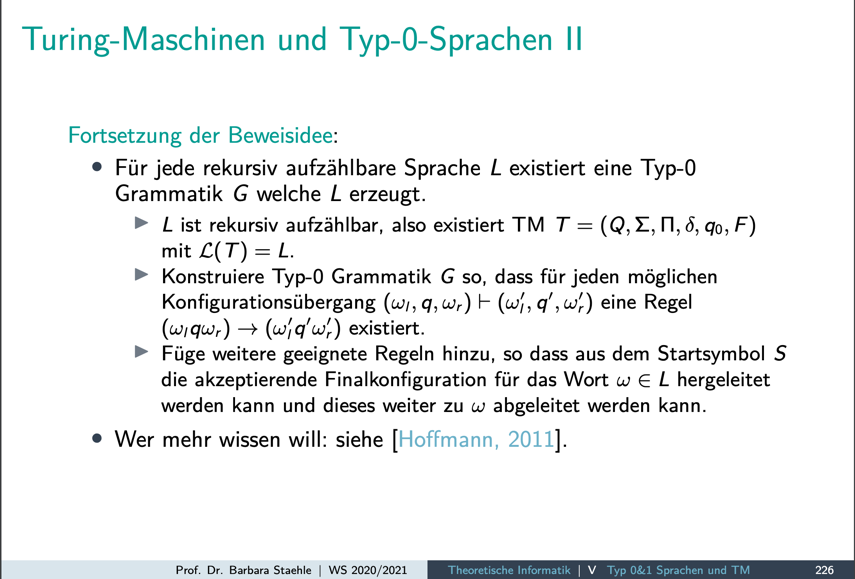 Turing-Maschinen und Typ-0-Sprachen II
Fortsetzung der Beweisidee:
• Für jede rekursiv aufzählbare Sprache L existiert eine Typ-0
Grammatik G welche L erzeugt.
▶ L ist rekursiv aufzählbar, also existiert TM T = (Q, Σ, Π, δ, q₀, F)
mit ℒ(T) = L.
▶ Konstruiere Typ-0 Grammatik G so, dass für jeden möglichen
Konfigurationsübergang (ωₗ, q, ωᵣ) ⊢ (ω′ₗ, q′, ω′ᵣ) eine Regel
(ωₗqωᵣ) → (ω′ₗq′ω′ᵣ) existiert.
▶ Füge weitere geeignete Regeln hinzu, so dass aus dem Startsymbol S
die akzeptierende Finalkonfiguration für das Wort ω ∈ L hergeleitet
werden kann und dieses weiter zu ω abgeleitet werden kann.
• Wer mehr wissen will: siehe [Hoffmann, 2011].
Prof. Dr. Barbara Staehle | WS 2020/2021 Theoretische Informatik | V Typ 0&1 Sprachen und TM 226